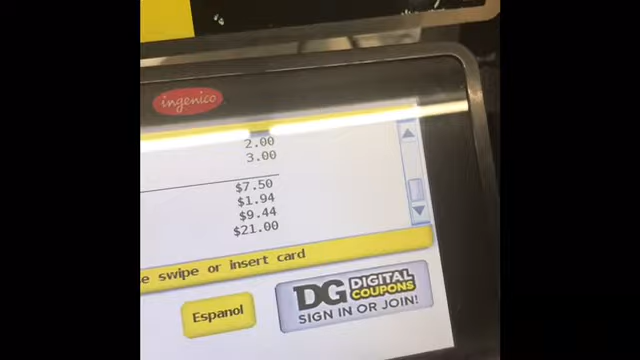 ingenico
2.00
3.00
$7.50
$1.94
$9.44
$21.00
e swipe or insert card
Espanol
DG DIGITAL COUPONS
SIGN IN OR JOIN!